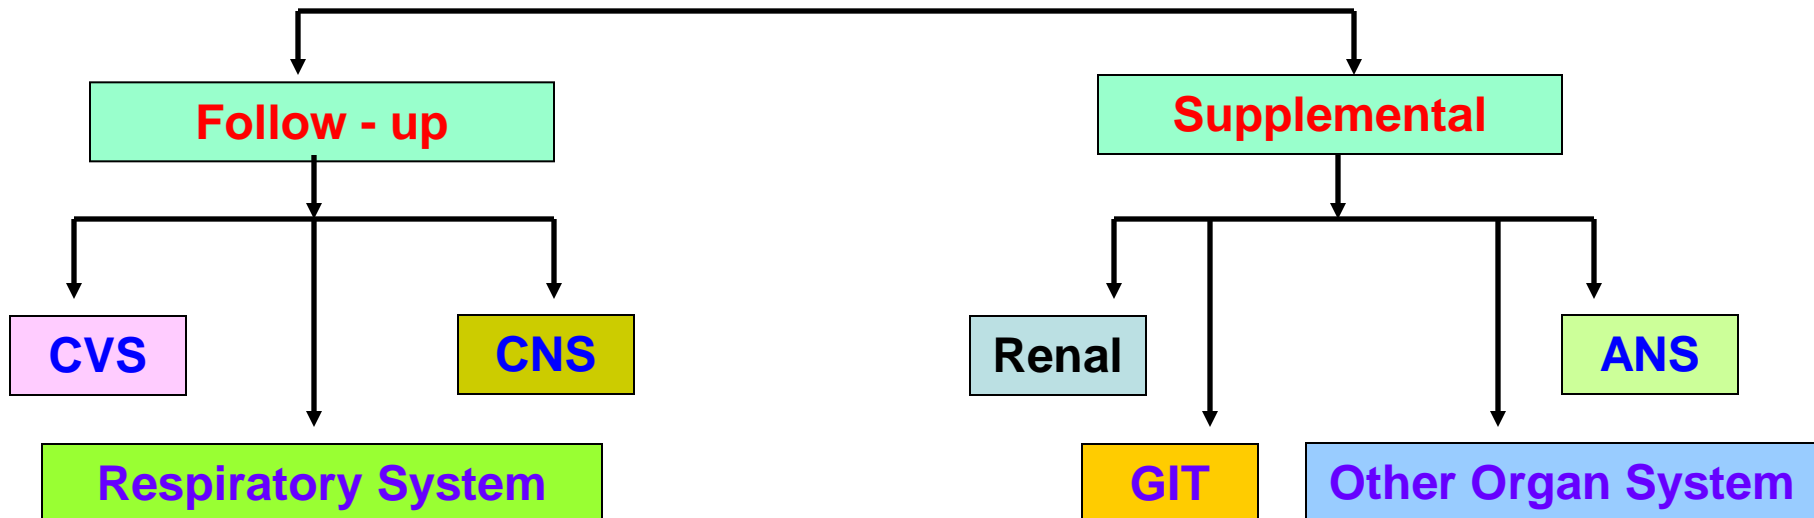 Follow - up
Supplemental
CVS
CNS
Renal
ANS
Respiratory System
GIT
Other Organ System